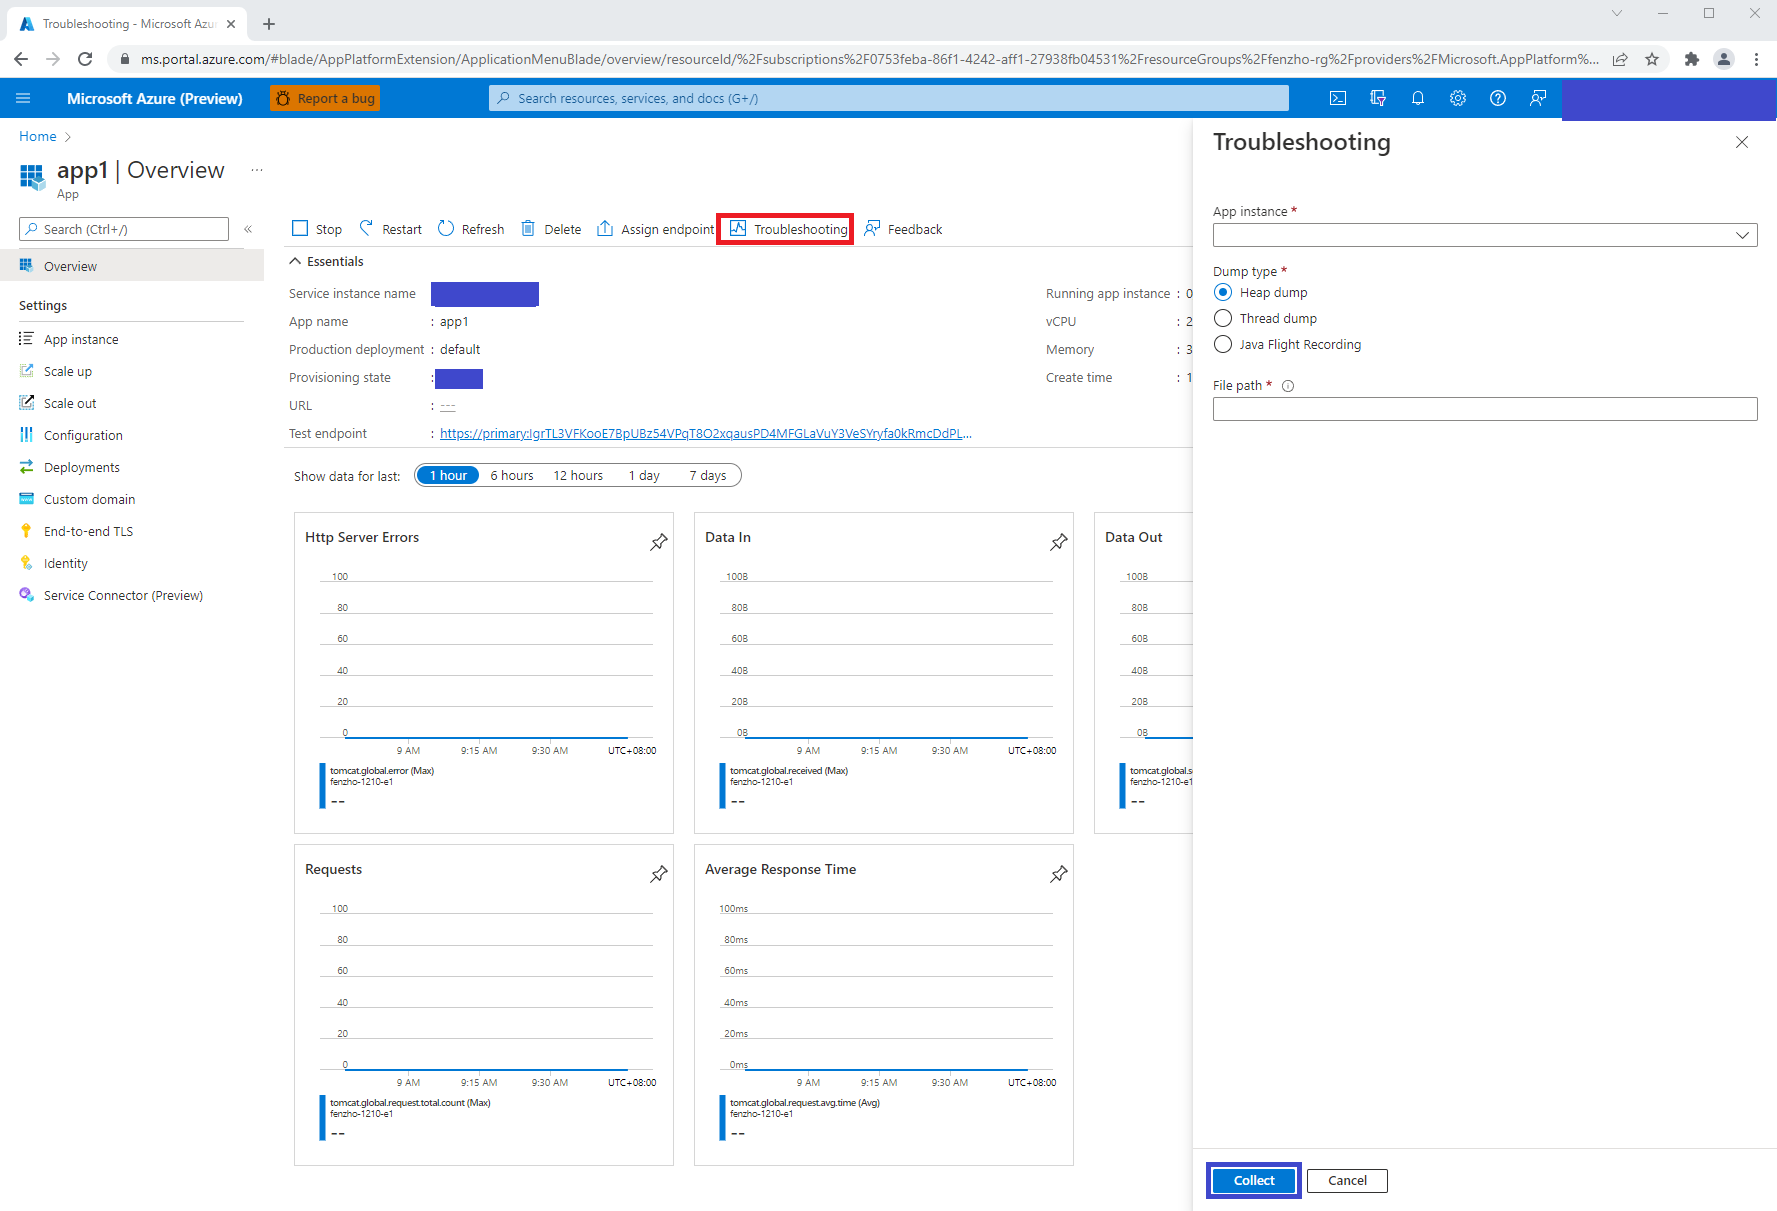 Troubleshooting - Microsoft Azu
ms.portal.azure.com/#blade/AppPlatformExtension/ApplicationMenuBlade/overview/resourceId/%2Fsubscriptions%2F0753feba-86f1-4242-aff1-27938fb04531%2FresourceGroups%2Ffenzho-rg%2Fproviders%2FMicrosoft.AppPlatform%...
Microsoft Azure (Preview)
Report a bug
Search resources, services, and docs (G+/)
Home
app1 | Overview
...
App
Search (Ctrl+/)
«
Overview
Settings
App instance
Scale up
Scale out
Configuration
Deployments
Custom domain
End-to-end TLS
Identity
Service Connector (Preview)
Stop
Restart
Refresh
Delete
Assign endpoint
Troubleshooting
Feedback
Essentials
Service instance name
App name : app1
Production deployment : default
Provisioning state :
URL : ---
Test endpoint : https://primary:IgrTL3VFKooE7BpUBz54VPqT8O2xqausPD4MFGLaVuY3VeSYryfa0kRmcDdPL...
Running app instance : 0
vCPU : 2
Memory : 3
Create time : 1
Show data for last:
1 hour
6 hours
12 hours
1 day
7 days
Http Server Errors
100
80
60
40
20
0
9 AM
9:15 AM
9:30 AM
UTC+08:00
tomcat.global.error (Max)
fenzho-1210-e1
--
Data In
100B
80B
60B
40B
20B
0B
9 AM
9:15 AM
9:30 AM
UTC+08:00
tomcat.global.received (Max)
fenzho-1210-e1
--
Data Out
100B
80B
60B
40B
20B
0B
tomcat.global.s
fenzho-1210-e1
--
Requests
100
80
60
40
20
0
9 AM
9:15 AM
9:30 AM
UTC+08:00
tomcat.global.request.total.count (Max)
fenzho-1210-e1
--
Average Response Time
100ms
80ms
60ms
40ms
20ms
0ms
9 AM
9:15 AM
9:30 AM
UTC+08:00
tomcat.global.request.avg.time (Avg)
fenzho-1210-e1
--
Troubleshooting
App instance *
Dump type *
Heap dump
Thread dump
Java Flight Recording
File path *
Collect
Cancel